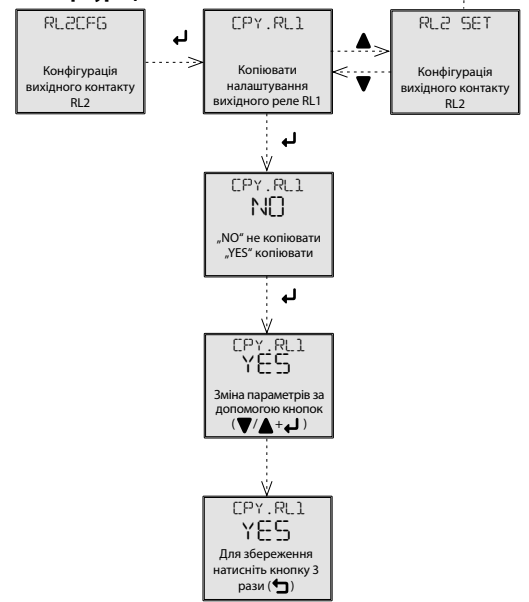 RL2CFG
Конфігурація
вихідного контакту
RL2
CPY.RL1
Копіювати
налаштування
вихідного реле RL1
RL2 SET
Конфігурація
вихідного контакту
RL2
CPY.RL1
NO
„NO“ не копіювати
„YES“ копіювати
CPY.RL1
YES
Зміна параметрів за
допомогою кнопок
(▼/▲+↵)
CPY.RL1
YES
Для збереження
натисніть кнопку 3
рази (⮌)